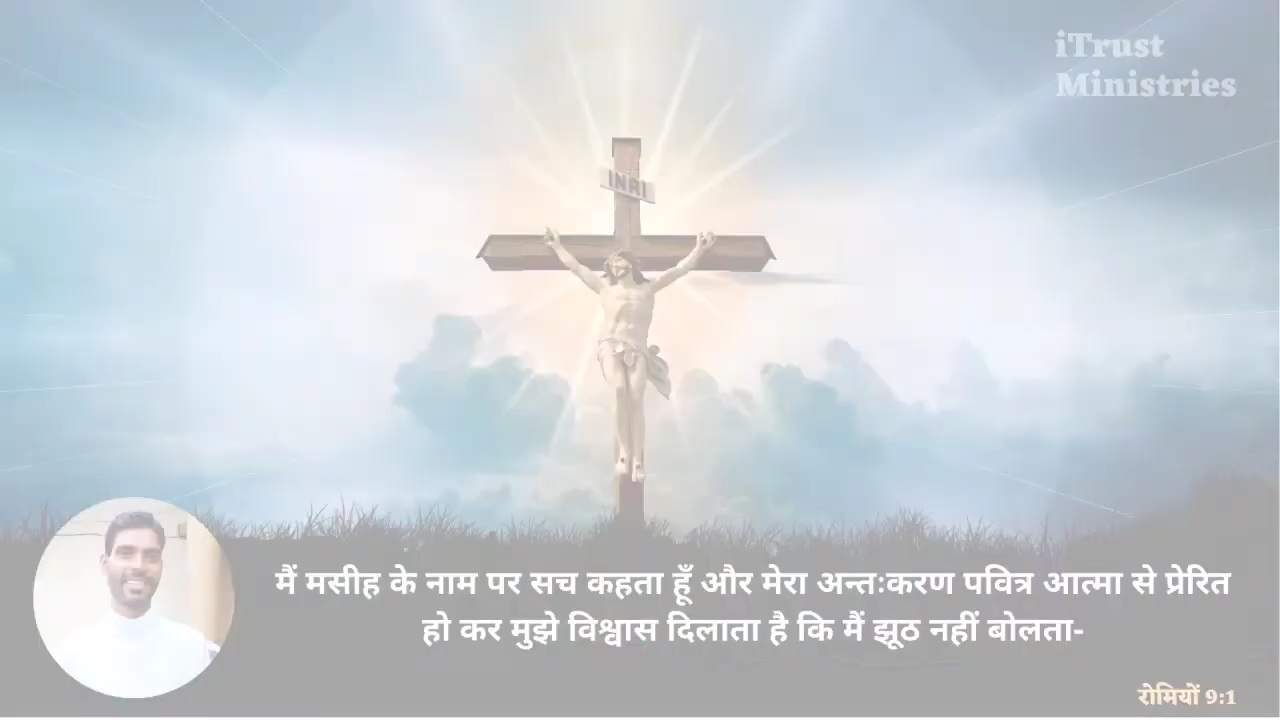 iTrust
Ministries
INRI
मैं मसीह के नाम पर सच कहता हूँ और मेरा अन्तःकरण पवित्र आत्मा से प्रेरित
हो कर मुझे विश्वास दिलाता है कि मैं झूठ नहीं बोलता-
रोमियों 9:1